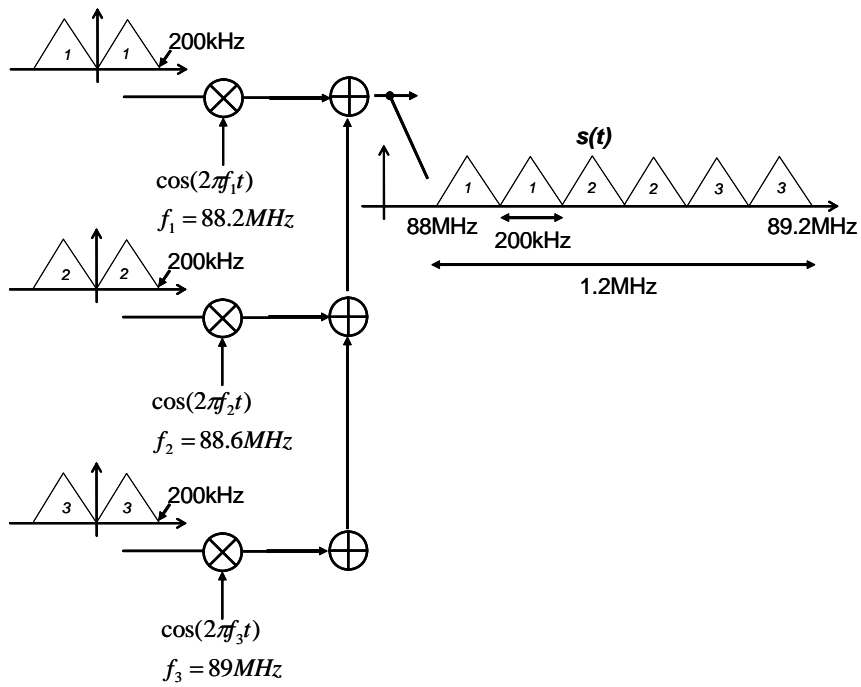 1 1 200kHz
cos(2πf₁t)
f₁ = 88.2MHz
s(t)
1 1 2 2 3 3
88MHz 200kHz 89.2MHz
1.2MHz
2 2 200kHz
cos(2πf₂t)
f₂ = 88.6MHz
3 3 200kHz
cos(2πf₃t)
f₃ = 89MHz